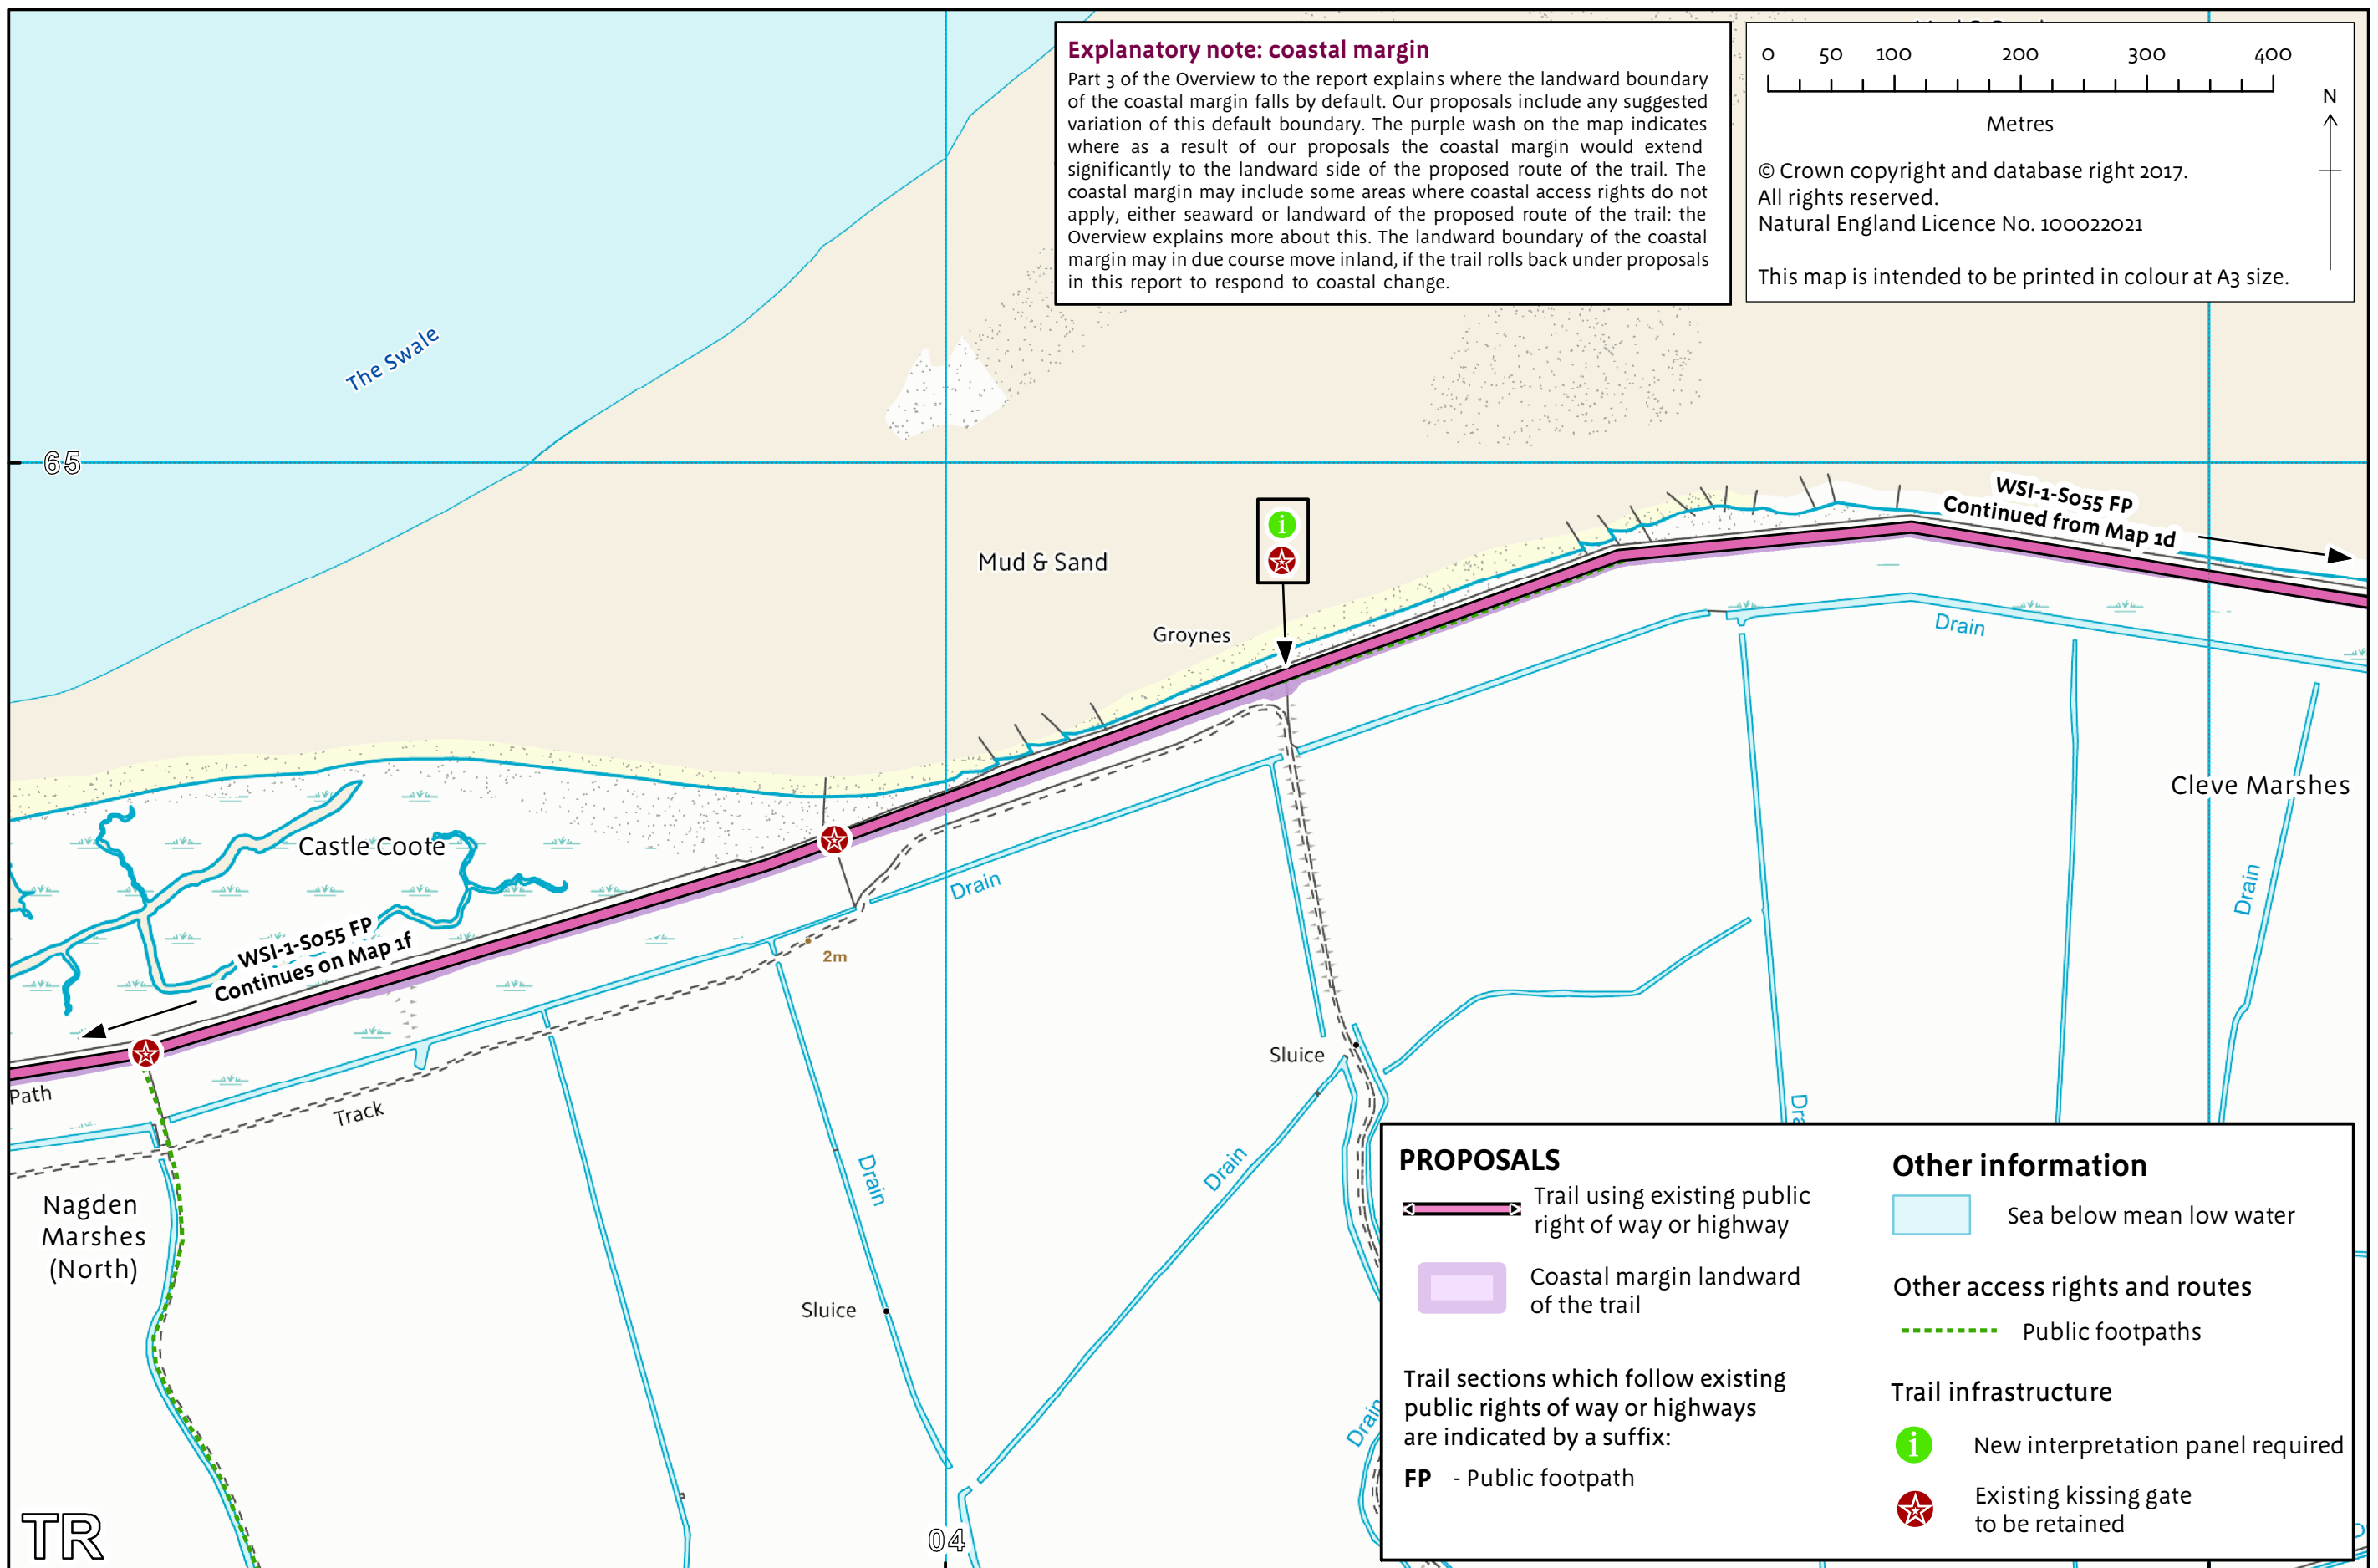 Explanatory note: coastal margin
Part 3 of the Overview to the report explains where the landward boundary
of the coastal margin falls by default. Our proposals include any suggested
variation of this default boundary. The purple wash on the map indicates
where as a result of our proposals the coastal margin would extend
significantly to the landward side of the proposed route of the trail. The
coastal margin may include some areas where coastal access rights do not
apply, either seaward or landward of the proposed route of the trail: the
Overview explains more about this. The landward boundary of the coastal
margin may in due course move inland, if the trail rolls back under proposals
in this report to respond to coastal change.
0 50 100 200 300 400
Metres
N
© Crown copyright and database right 2017.
All rights reserved.
Natural England Licence No. 100022021
This map is intended to be printed in colour at A3 size.
The Swale
65
WSI-1-S055 FP
Continued from Map 1d
Mud & Sand
Groynes
Drain
Cleve Marshes
Castle Coote
Drain
Drain
WSI-1-S055 FP
Continues on Map 1f
2m
Sluice
Path
Track
Drain
Drain
Nagden
Marshes
(North)
Sluice
Drain
TR
04
PROPOSALS
Trail using existing public
right of way or highway
Coastal margin landward
of the trail
Trail sections which follow existing
public rights of way or highways
are indicated by a suffix:
FP - Public footpath
Other information
Sea below mean low water
Other access rights and routes
Public footpaths
Trail infrastructure
i New interpretation panel required
Existing kissing gate
to be retained